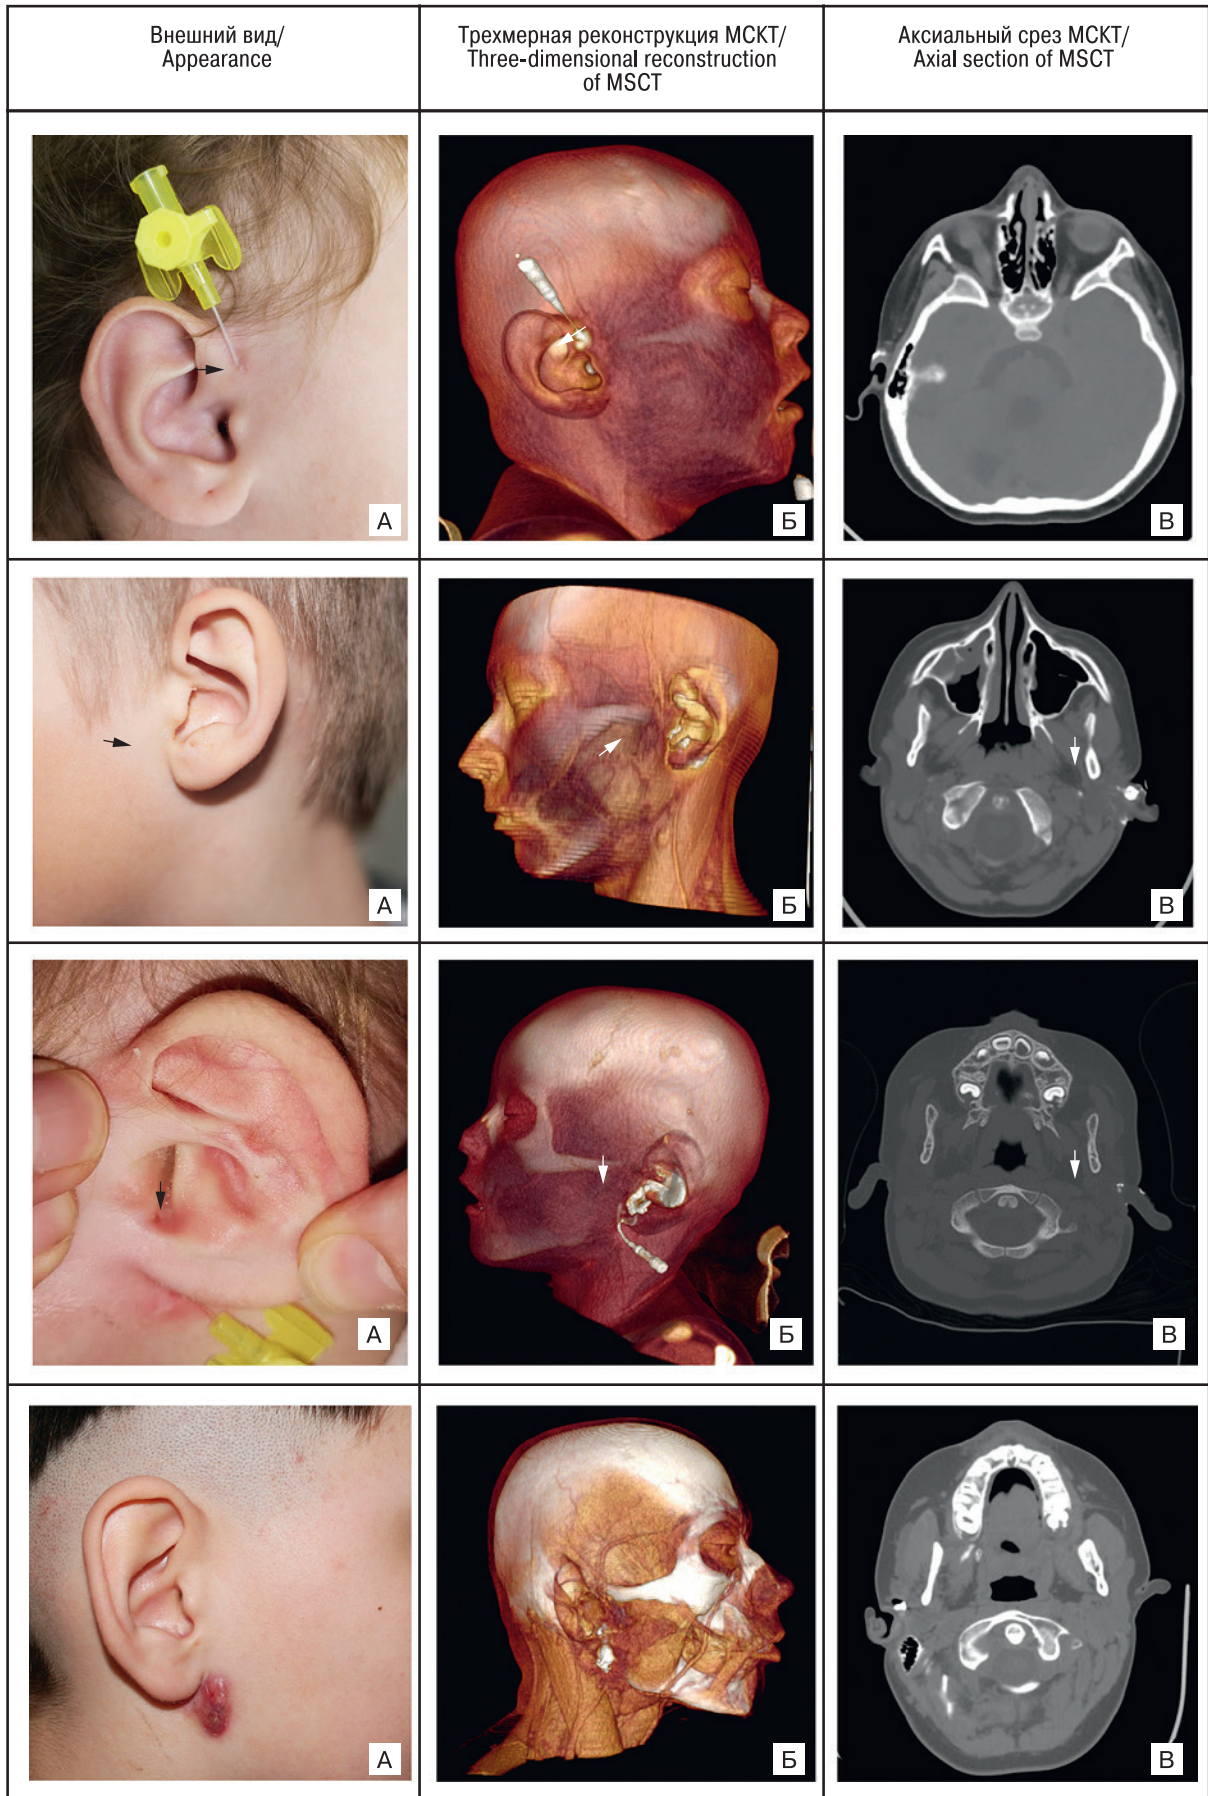 Внешний вид/
Appearance
Трехмерная реконструкция МСКТ/
Three-dimensional reconstruction
of MSCT
Аксиальный срез МСКТ/
Axial section of MSCT
А
Б
В
А
Б
В
А
Б
В
А
Б
В